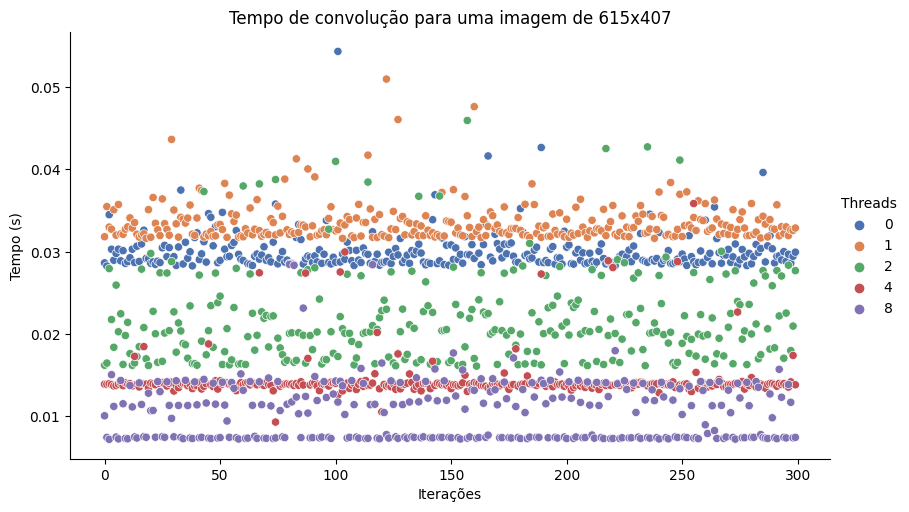 Tempo de convolução para uma imagem de 615x407
Tempo (s)
0.05
0.04
0.03
0.02
0.01
0 50 100 150 200 250 300
Iterações
Threads
0
1
2
4
8